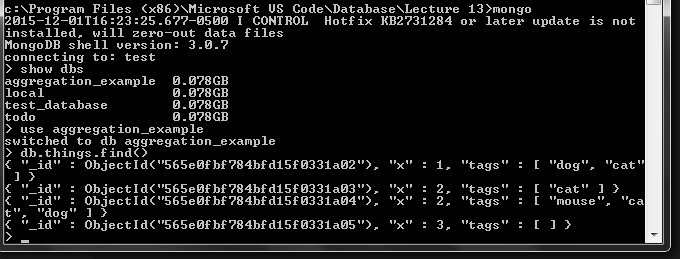 c:\Program Files (x86)\Microsoft VS Code\Database\Lecture 13>mongo
2015-12-01T16:23:25.677-0500 I CONTROL  Hotfix KB2731284 or later update is not
installed, will zero-out data files
MongoDB shell version: 3.0.7
connecting to: test
> show dbs
aggregation_example  0.078GB
local                0.078GB
test_database        0.078GB
todo                 0.078GB
> use aggregation_example
switched to db aggregation_example
> db.things.find()
{ "_id" : ObjectId("565e0fbf784bfd15f0331a02"), "x" : 1, "tags" : [ "dog", "cat"
 ] }
{ "_id" : ObjectId("565e0fbf784bfd15f0331a03"), "x" : 2, "tags" : [ "cat" ] }
{ "_id" : ObjectId("565e0fbf784bfd15f0331a04"), "x" : 2, "tags" : [ "mouse", "ca
t", "dog" ] }
{ "_id" : ObjectId("565e0fbf784bfd15f0331a05"), "x" : 3, "tags" : [ ] }
> _